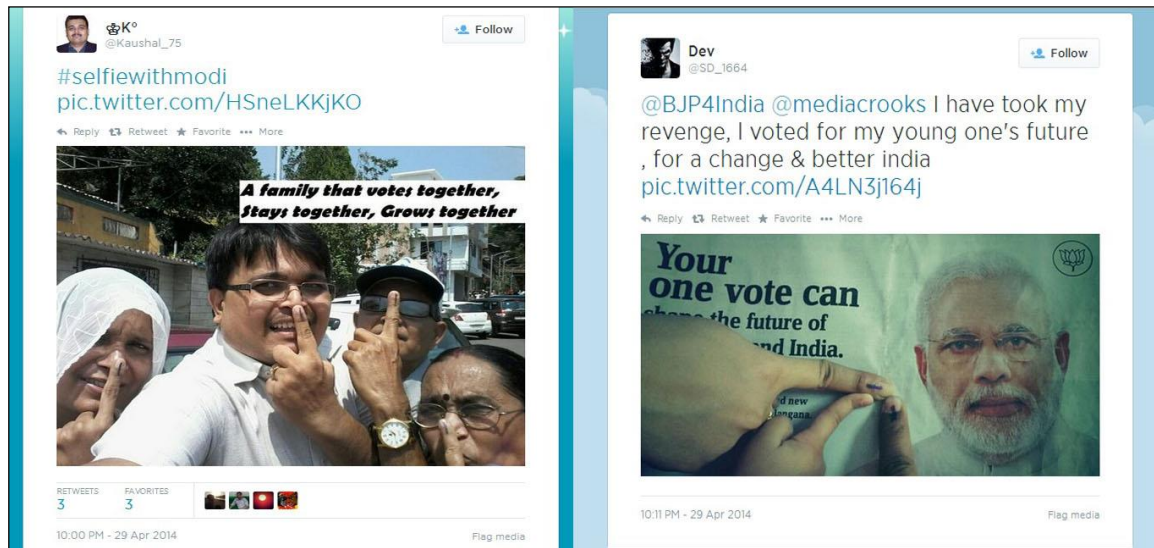 K°
@Kaushal_75
Follow
#selfiewithmodi
pic.twitter.com/HSneLKKjKO
Reply Retweet Favorite More
A family that votes together,
Stays together, Grows together
RETWEETS FAVORITES
3 3
10:00 PM - 29 Apr 2014 Flag media
Dev
@SD_1664
Follow
@BJP4India @mediacrooks I have took my
revenge, I voted for my young one's future
, for a change & better india
pic.twitter.com/A4LN3j164j
Reply Retweet Favorite More
Your
one vote can
the future of
nd India.
d new
langana.
10:11 PM - 29 Apr 2014 Flag media